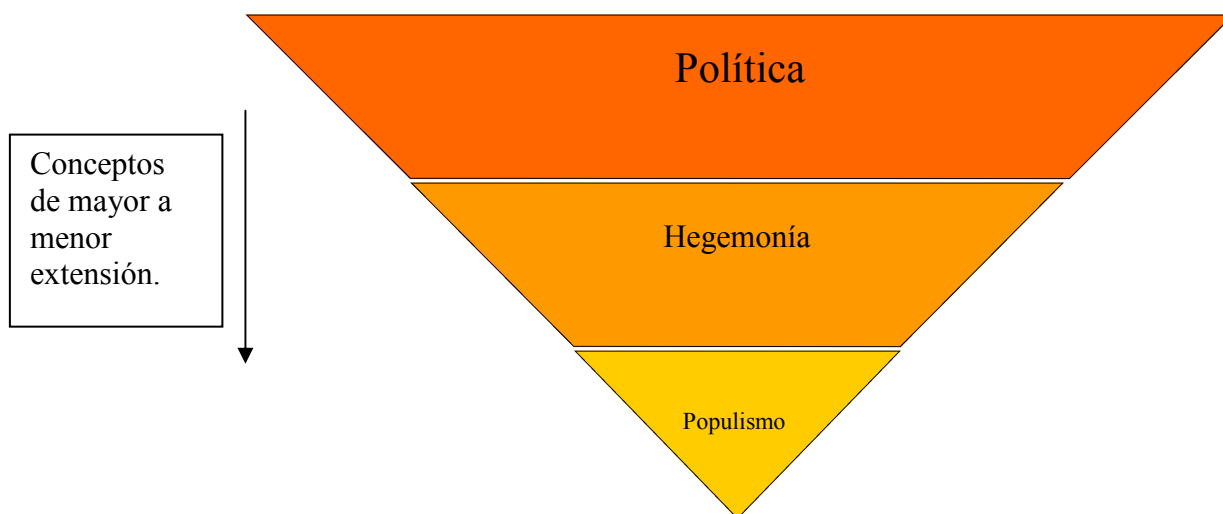 Política
Conceptos
de mayor a
menor
extensión.
Hegemonía
Populismo